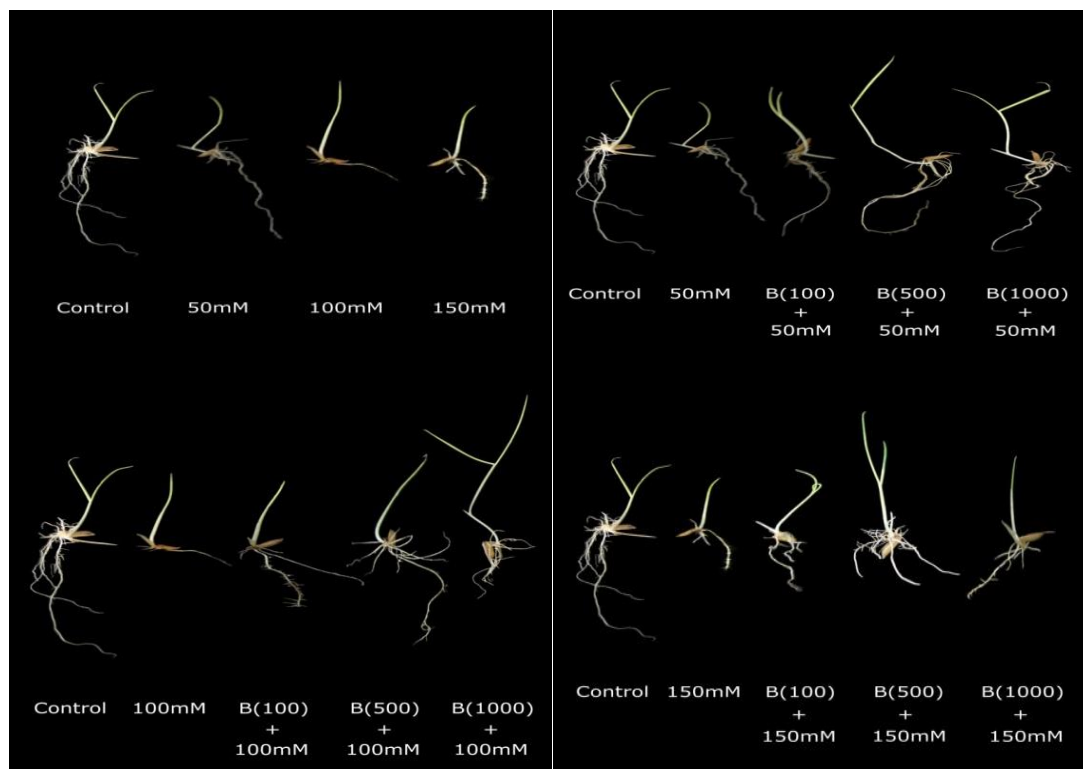 Control 50mM 100mM 150mM
Control 50mM B(100) B(500) B(1000)
+ + +
50mM 50mM 50mM
Control 100mM B(100) B(500) B(1000)
+ + +
100mM 100mM 100mM
Control 150mM B(100) B(500) B(1000)
+ + +
150mM 150mM 150mM